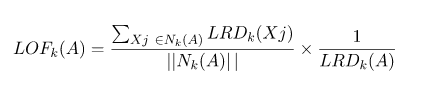 LOF_k(A) = \frac{\sum_{Xj \in N_k(A)} LRD_k(Xj)}{||N_k(A)||} \times \frac{1}{LRD_k(A)}